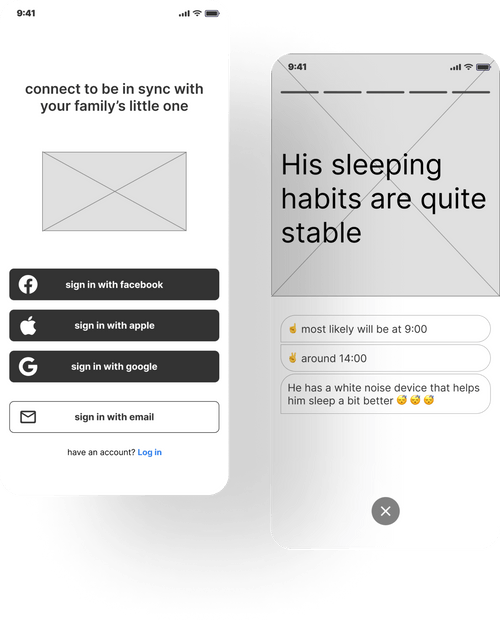 9:41
connect to be in sync with
your family’s little one
sign in with facebook
sign in with apple
sign in with google
sign in with email
have an account? Log in
9:41
His sleeping
habits are quite
stable
☝ most likely will be at 9:00
✌ around 14:00
He has a white noise device that helps
him sleep a bit better 😴 😴 😴